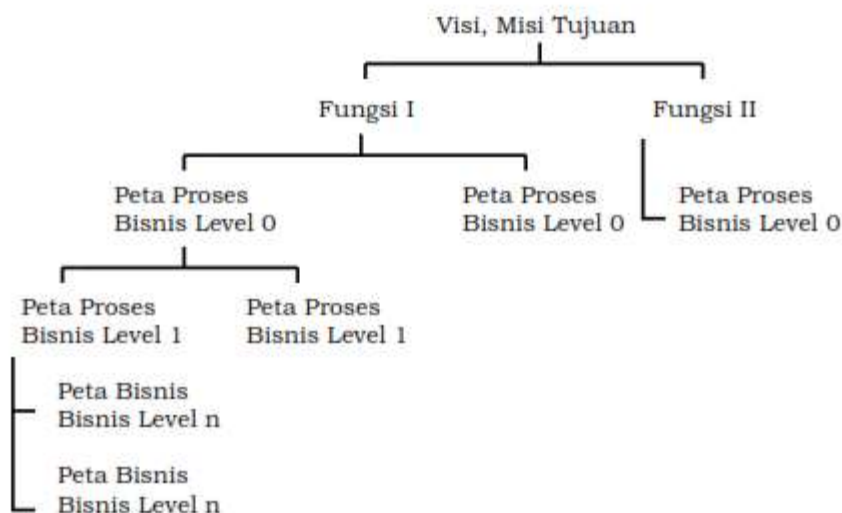 Visi, Misi Tujuan
Fungsi I
Fungsi II
Peta Proses
Bisnis Level 0
Peta Proses
Bisnis Level 0
Peta Proses
Bisnis Level 0
Peta Proses
Bisnis Level 1
Peta Proses
Bisnis Level 1
Peta Bisnis
Bisnis Level n
Peta Bisnis
Bisnis Level n